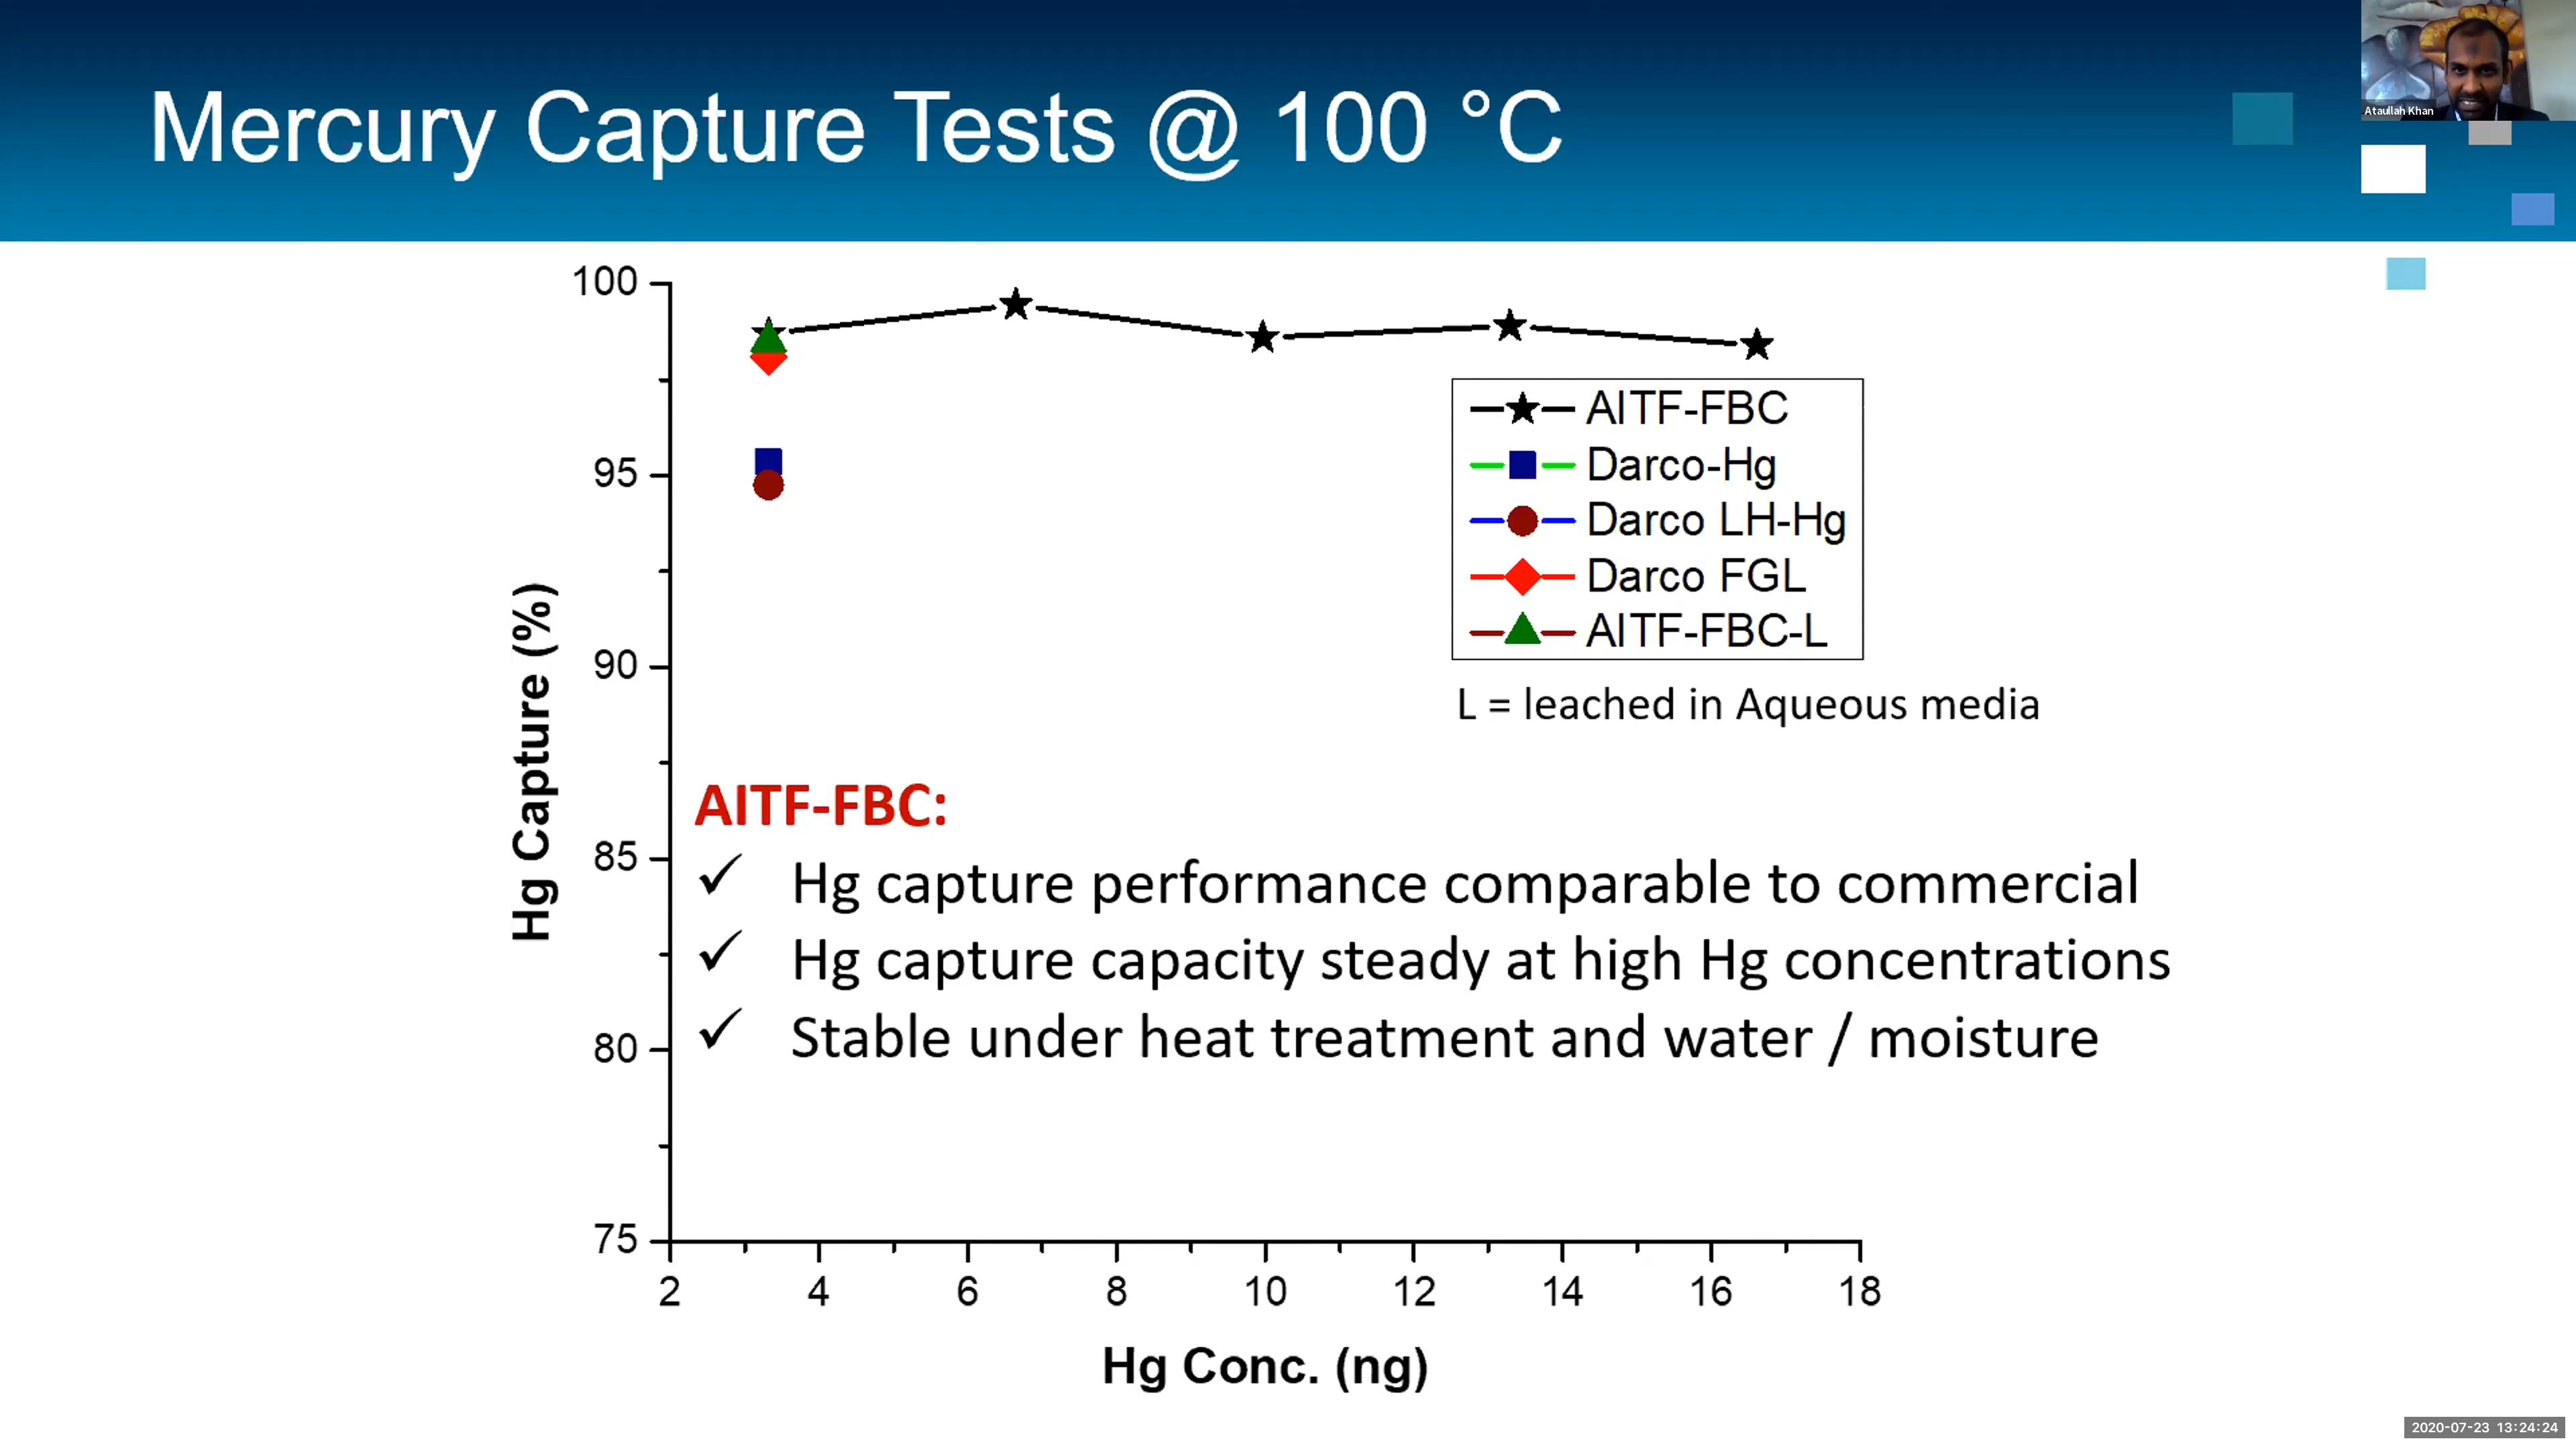 Mercury Capture Tests @ 100 °C
Ataullah Khan
100
95
90
85
80
75
Hg Capture (%)
AITF-FBC
Darco-Hg
Darco LH-Hg
Darco FGL
AITF-FBC-L
L = leached in Aqueous media
AITF-FBC:
✓ Hg capture performance comparable to commercial
✓ Hg capture capacity steady at high Hg concentrations
✓ Stable under heat treatment and water / moisture
2 4 6 8 10 12 14 16 18
Hg Conc. (ng)
2020-07-23 13:24:24